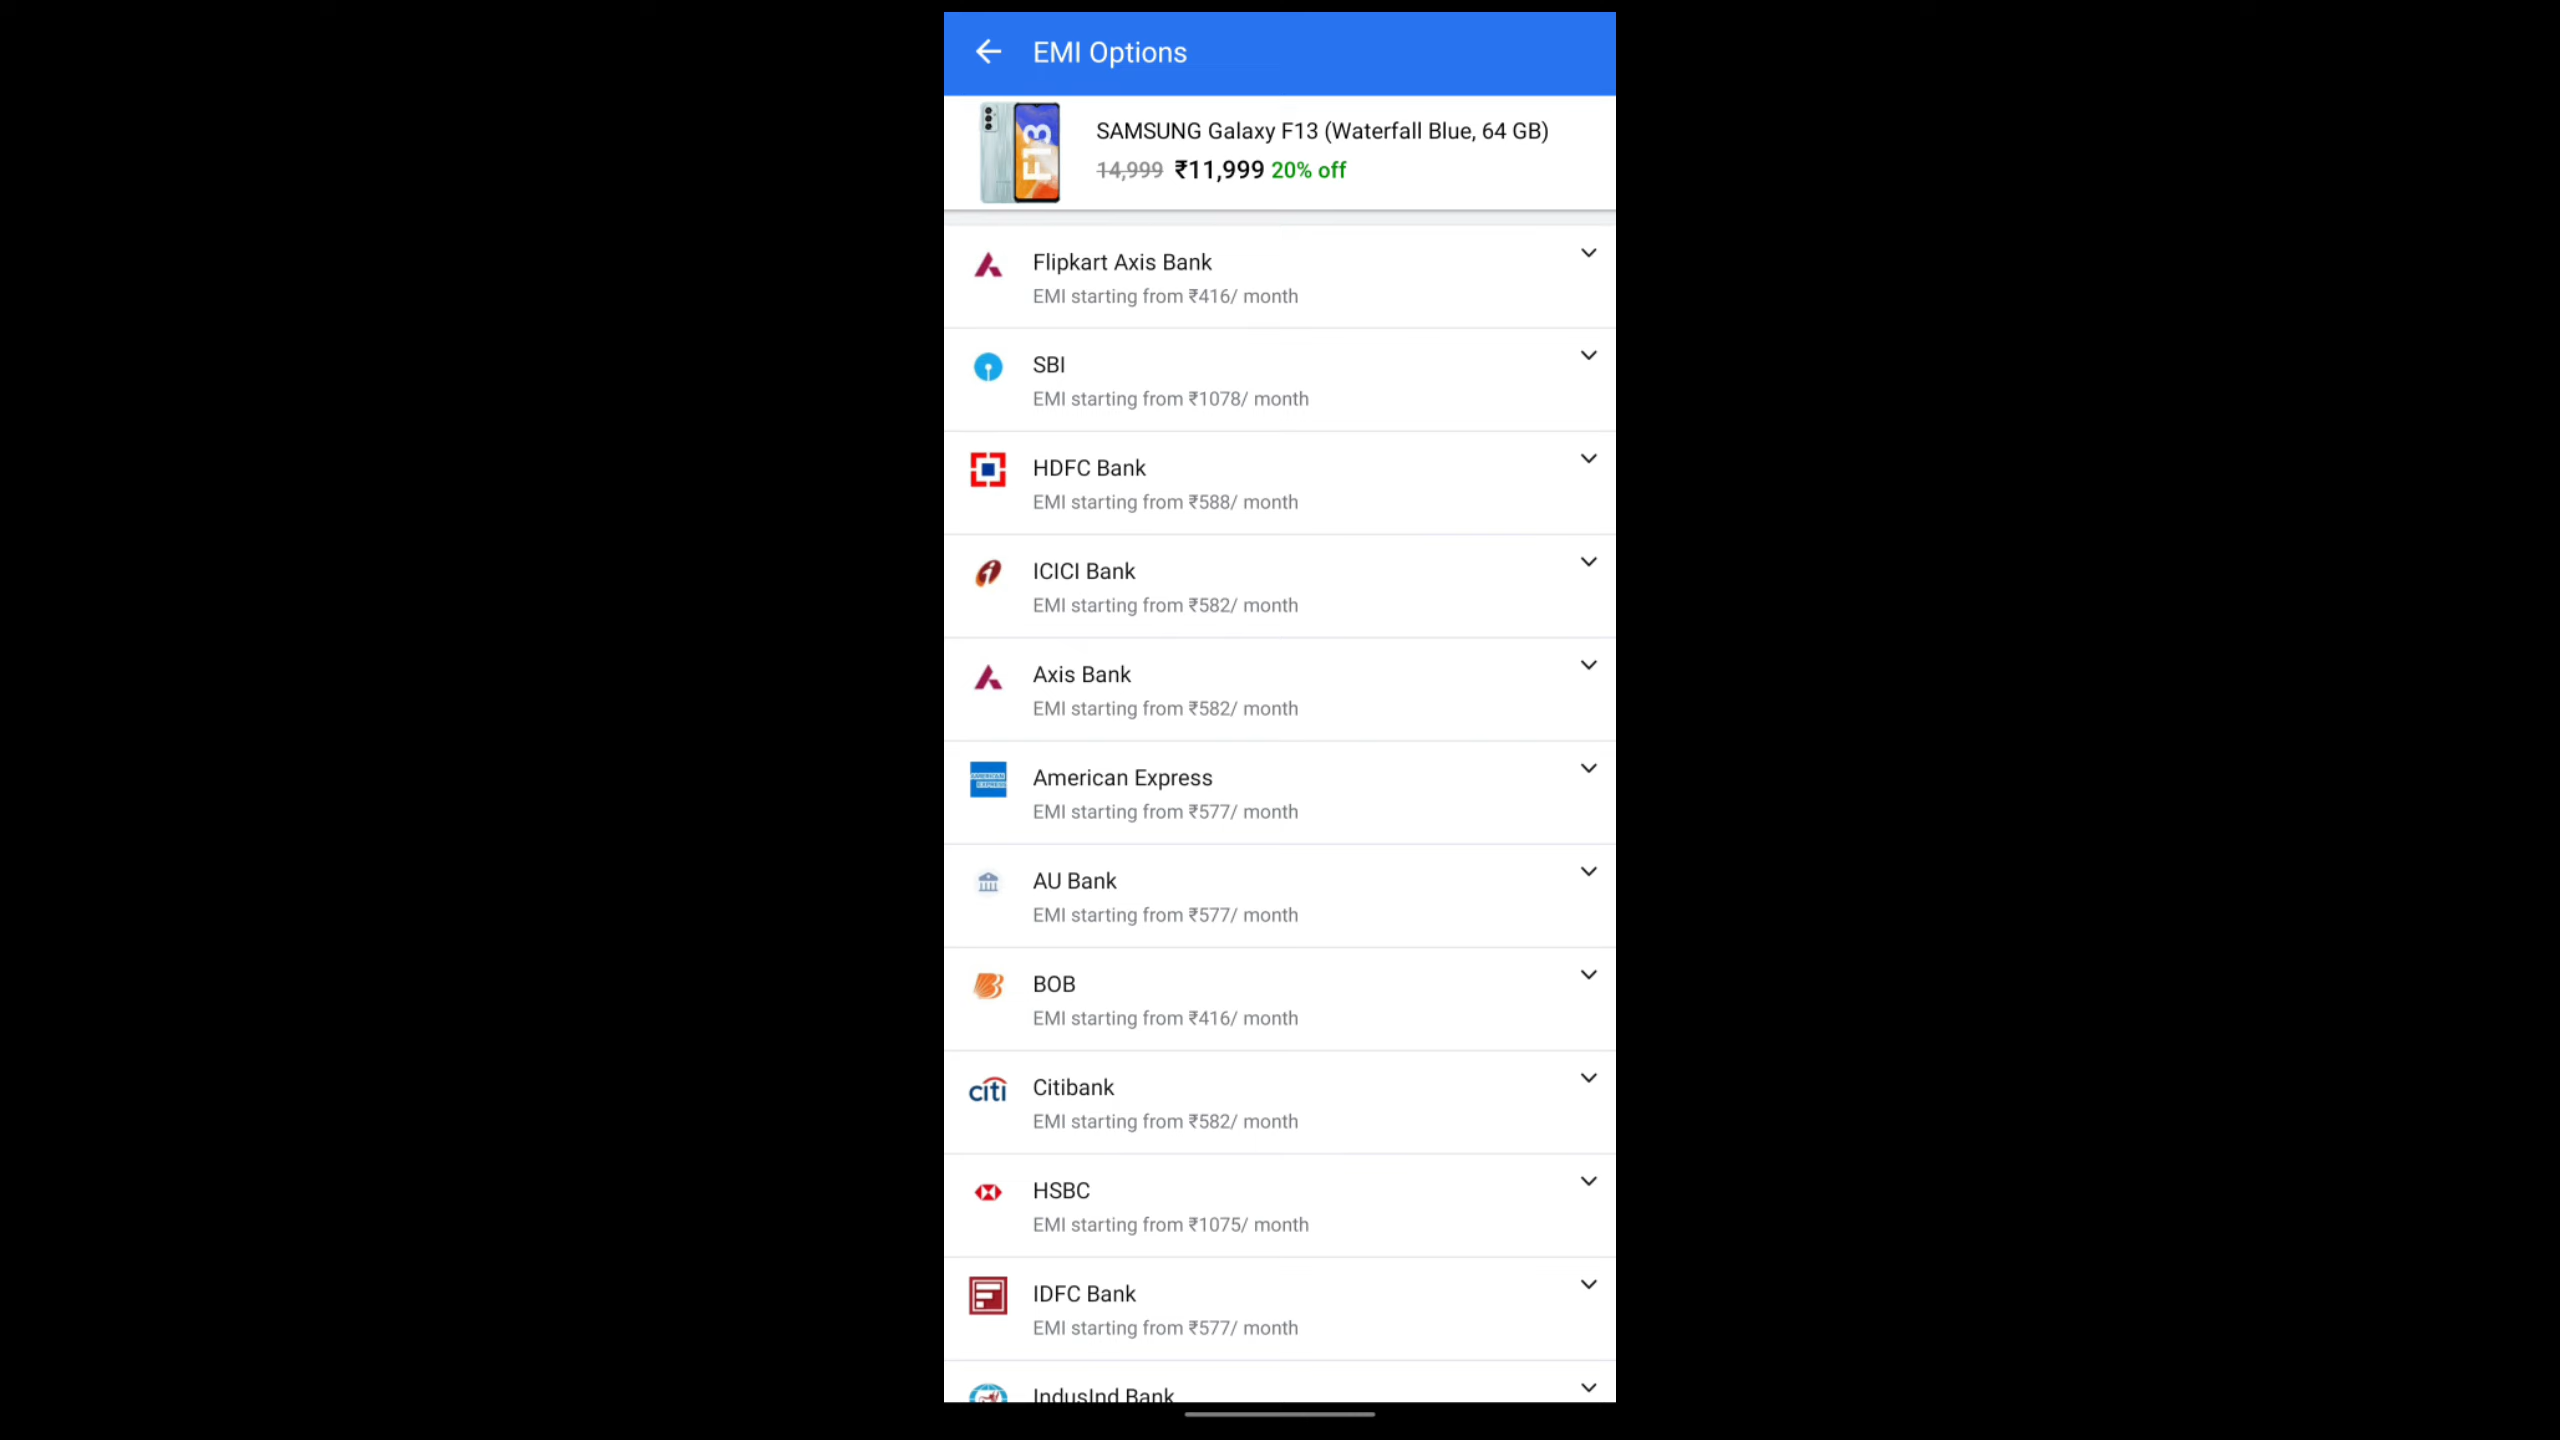 EMI Options
F13
SAMSUNG Galaxy F13 (Waterfall Blue, 64 GB)
14,999 ₹11,999 20% off
Flipkart Axis Bank
EMI starting from ₹416/ month
SBI
EMI starting from ₹1078/ month
HDFC Bank
EMI starting from ₹588/ month
ICICI Bank
EMI starting from ₹582/ month
Axis Bank
EMI starting from ₹582/ month
AMERICAN
EXPRESS
American Express
EMI starting from ₹577/ month
AU Bank
EMI starting from ₹577/ month
BOB
EMI starting from ₹416/ month
citi
Citibank
EMI starting from ₹582/ month
HSBC
EMI starting from ₹1075/ month
IDFC Bank
EMI starting from ₹577/ month
IndusInd Bank